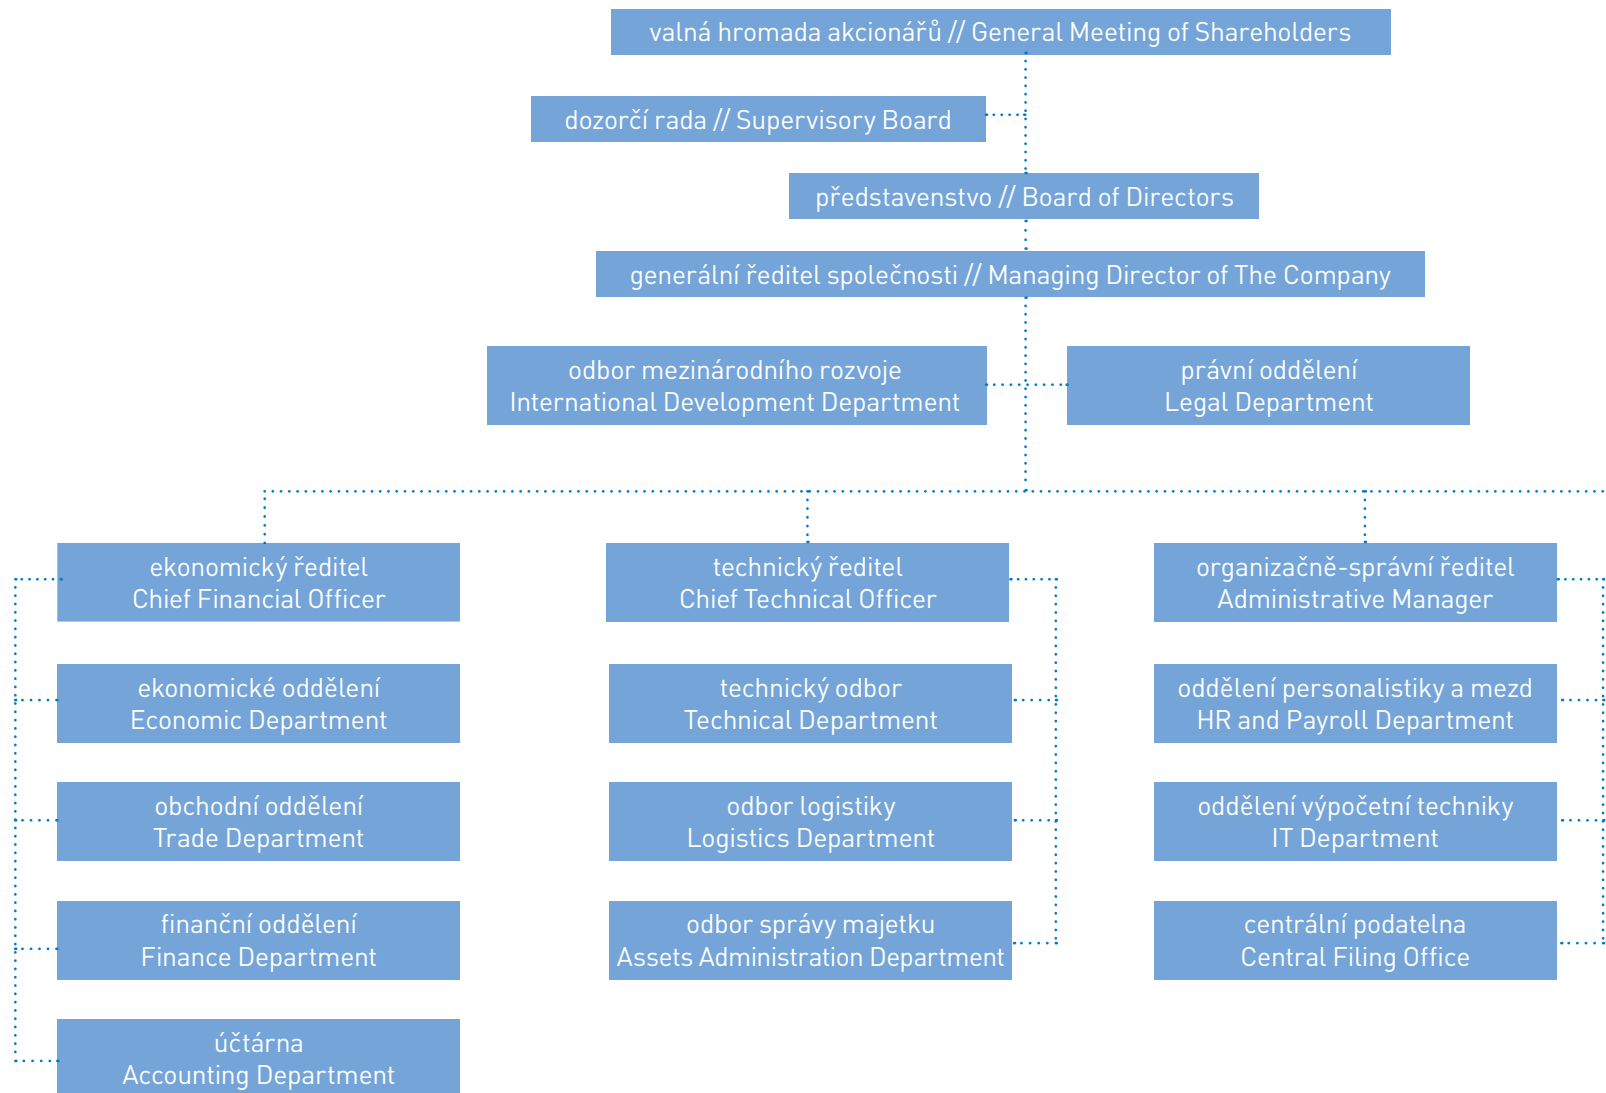 valná hromada akcionářů // General Meeting of Shareholders
dozorčí rada // Supervisory Board
představenstvo // Board of Directors
generální ředitel společnosti // Managing Director of The Company
odbor mezinárodního rozvoje
International Development Department
právní oddělení
Legal Department
ekonomický ředitel
Chief Financial Officer
technický ředitel
Chief Technical Officer
organizačně-správní ředitel
Administrative Manager
ekonomické oddělení
Economic Department
technický odbor
Technical Department
oddělení personalistiky a mezd
HR and Payroll Department
obchodní oddělení
Trade Department
odbor logistiky
Logistics Department
oddělení výpočetní techniky
IT Department
finanční oddělení
Finance Department
odbor správy majetku
Assets Administration Department
centrální podatelna
Central Filing Office
účtárna
Accounting Department